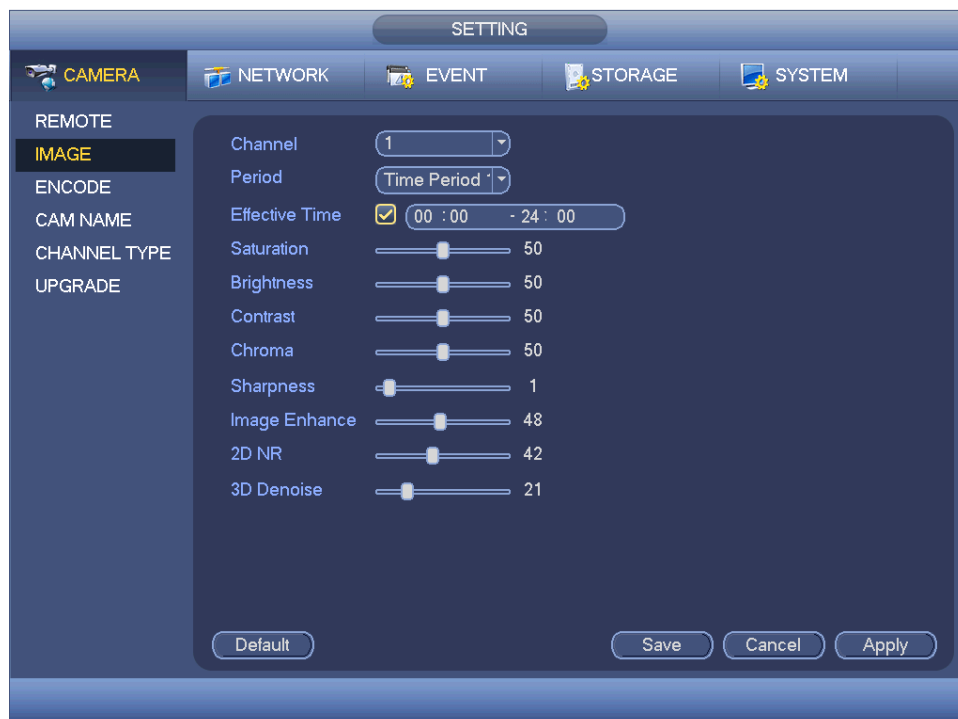 SETTING
CAMERA NETWORK EVENT STORAGE SYSTEM
REMOTE
IMAGE
ENCODE
CAM NAME
CHANNEL TYPE
UPGRADE
Channel 1
Period Time Period
Effective Time 00 :00 - 24 : 00
Saturation 50
Brightness 50
Contrast 50
Chroma 50
Sharpness 1
Image Enhance 48
2D NR 42
3D Denoise 21
Default Save Cancel Apply